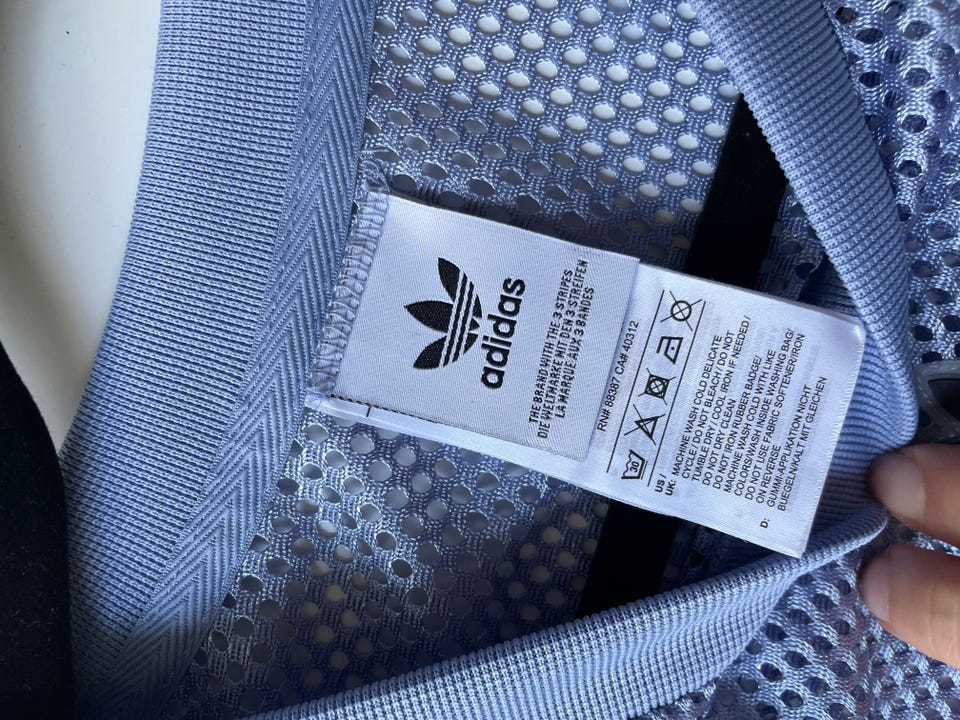 adidas
THE BRAND WITH THE 3 STRIPES
DIE WELTMARKE MIT DEN 3 STREIFEN
LA MARQUE AUX 3 BANDES
RN# 88387 CA# 40312
30
US /
UK: MACHINE WASH COLD DELICATE
CYCLE / DO NOT BLEACH / DO NOT
TUMBLE DRY / COOL IRON IF NEEDED /
DO NOT DRY CLEAN
DO NOT IRON RUBBER BADGE/
MACHINE WASH COLD WITH LIKE
COLORS/WASH INSIDE WASHING BAG/
DO NOT USE FABRIC SOFTENER/IRON
ON REVERSE
D: GUMMI-APPLIKATION NICHT
BUEGELN/KALT MIT GLEICHEN